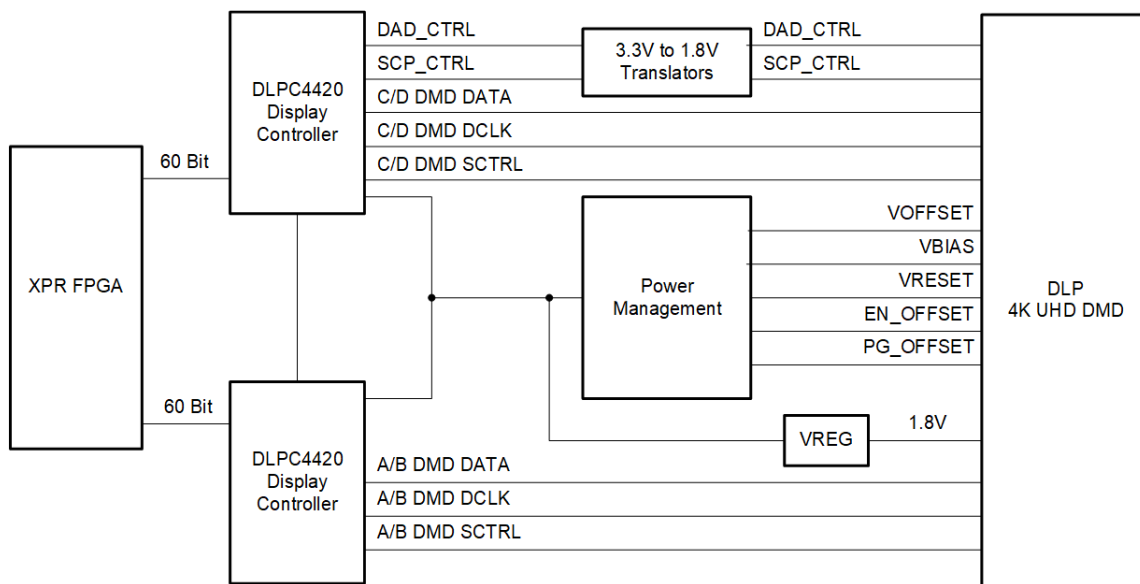 DAD_CTRL
SCP_CTRL
C/D DMD DATA
C/D DMD DCLK
C/D DMD SCTRL
DLPC4420
Display
Controller
3.3V to 1.8V
Translators
DAD_CTRL
SCP_CTRL
60 Bit
XPR FPGA
60 Bit
Power
Management
VOFFSET
VBIAS
VRESET
EN_OFFSET
PG_OFFSET
DLP
4K UHD DMD
VREG
1.8V
DLPC4420
Display
Controller
A/B DMD DATA
A/B DMD DCLK
A/B DMD SCTRL